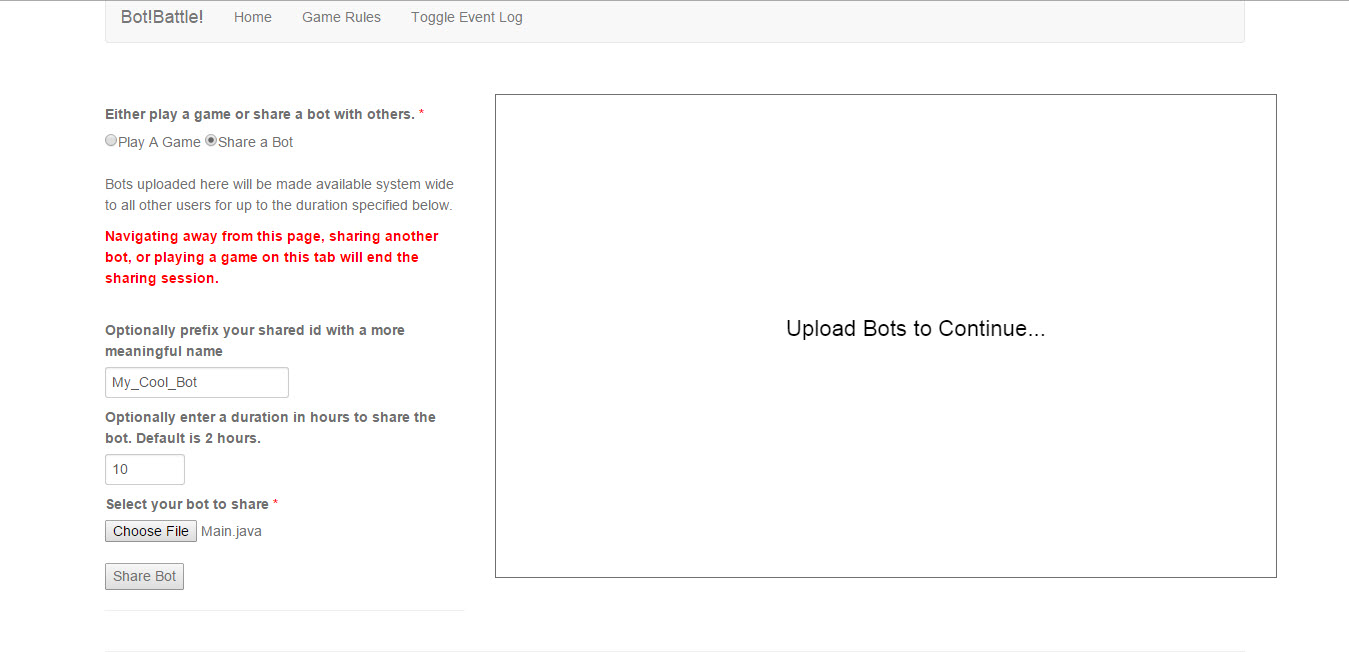 Bot!Battle! Home Game Rules Toggle Event Log
Either play a game or share a bot with others. *
Play A Game Share a Bot
Bots uploaded here will be made available system wide
to all other users for up to the duration specified below.
Navigating away from this page, sharing another
bot, or playing a game on this tab will end the
sharing session.
Optionally prefix your shared id with a more
meaningful name
My_Cool_Bot
Optionally enter a duration in hours to share the
bot. Default is 2 hours.
10
Select your bot to share *
Choose File Main.java
Share Bot
Upload Bots to Continue...